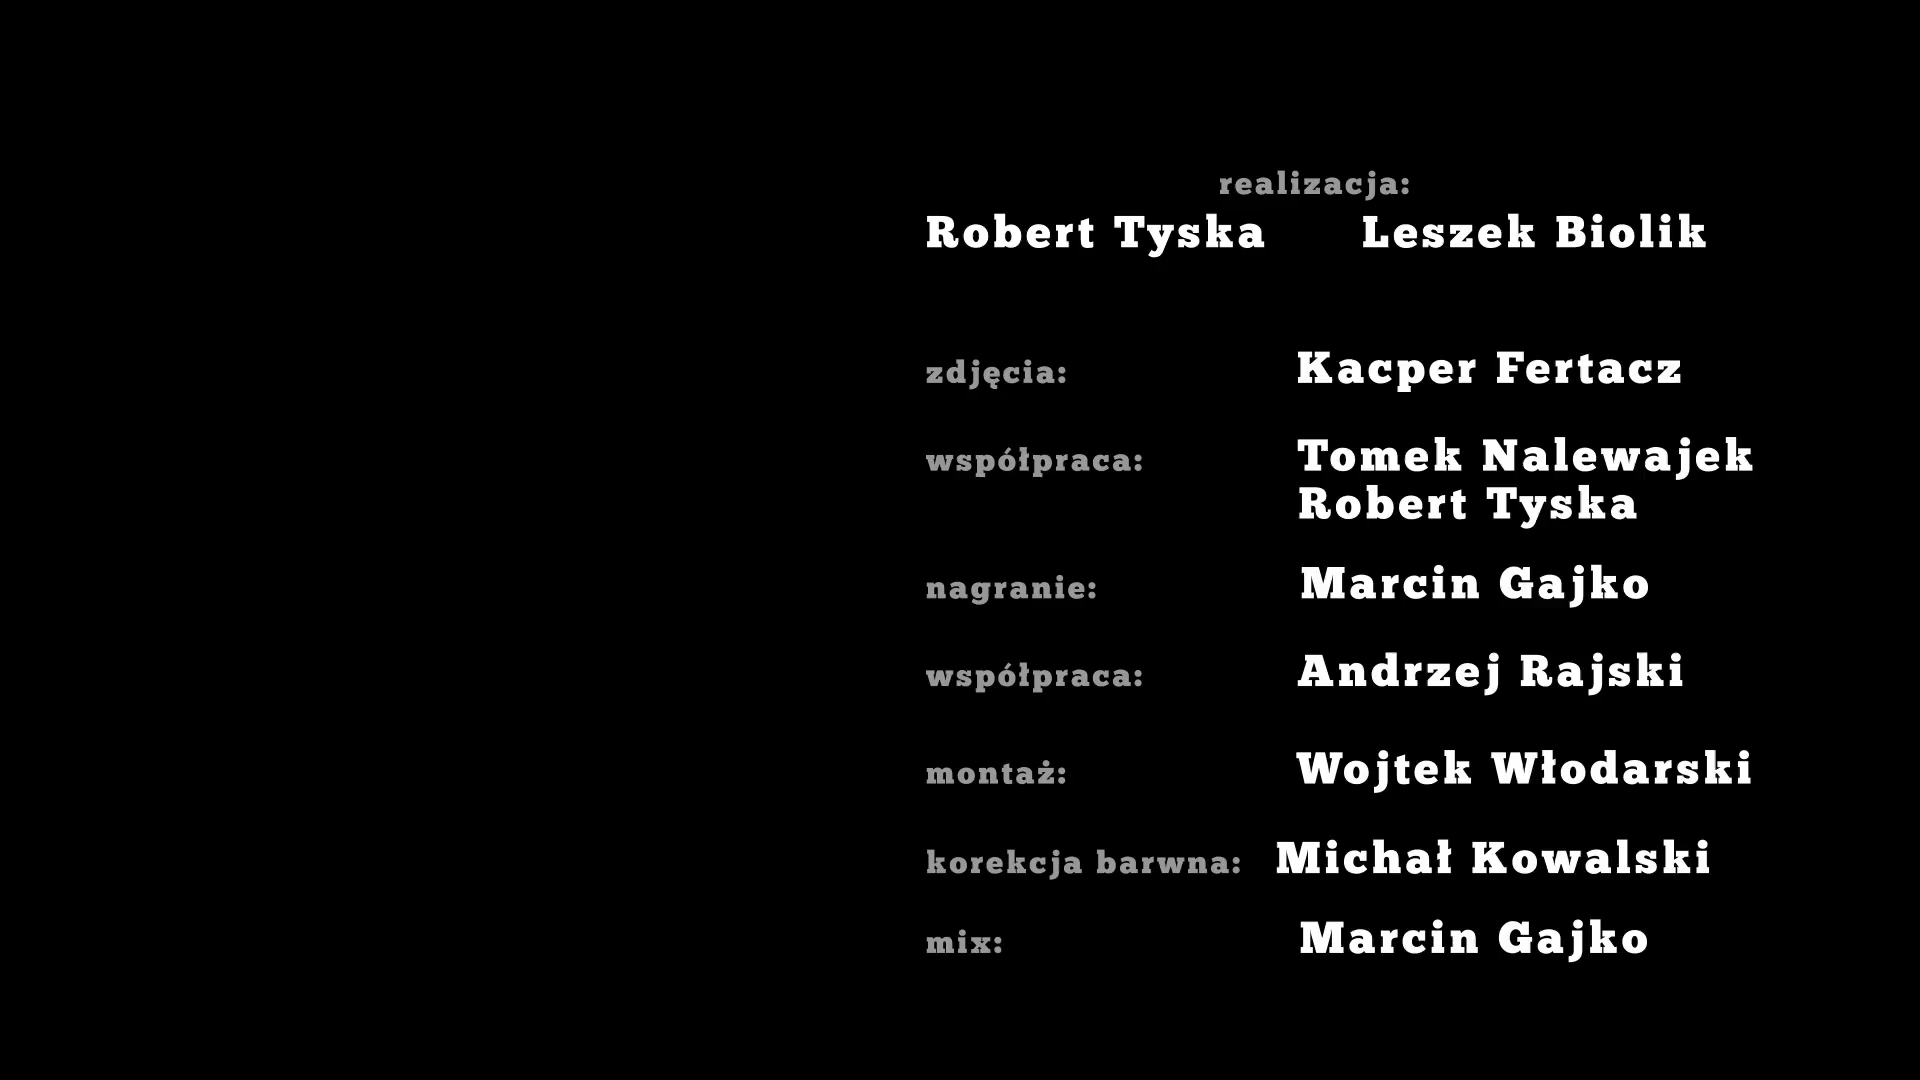 realizacja:
Robert Tyska Leszek Biolik
zdjęcia: Kacper Fertacz
współpraca: Tomek Nalewajek
Robert Tyska
nagranie: Marcin Gajko
współpraca: Andrzej Rajski
montaż: Wojtek Włodarski
korekcja barwna: Michał Kowalski
mix: Marcin Gajko